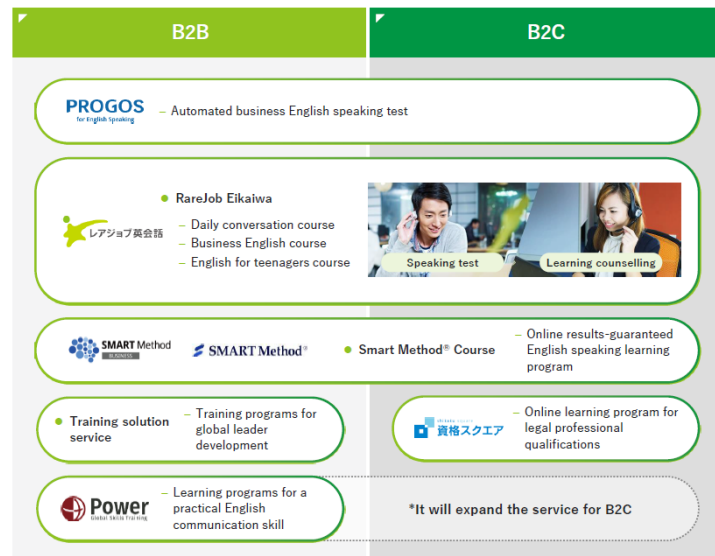 B2B
B2C
PROGOS
for English Speaking
– Automated business English speaking test
レアジョブ英会話
● RareJob Eikaiwa
– Daily conversation course
– Business English course
– English for teenagers course
Speaking test
Learning counselling
SMART Method
BUSINESS
SMART Method®
● Smart Method® Course
– Online results-guaranteed
English speaking learning
program
● Training solution
service
– Training programs for
global leader
development
資格スクエア
– Online learning program for
legal professional
qualifications
Power
Global Skills Training
– Learning programs for a
practical English
communication skill
*It will expand the service for B2C